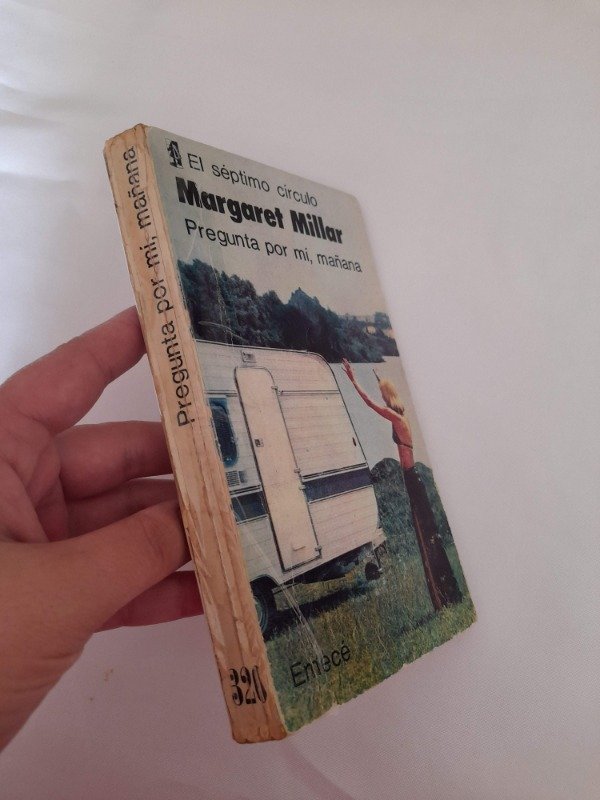 El séptimo círculo
Margaret Millar
Pregunta por mí, mañana
Emecé
Pregunta por mí, mañana
320